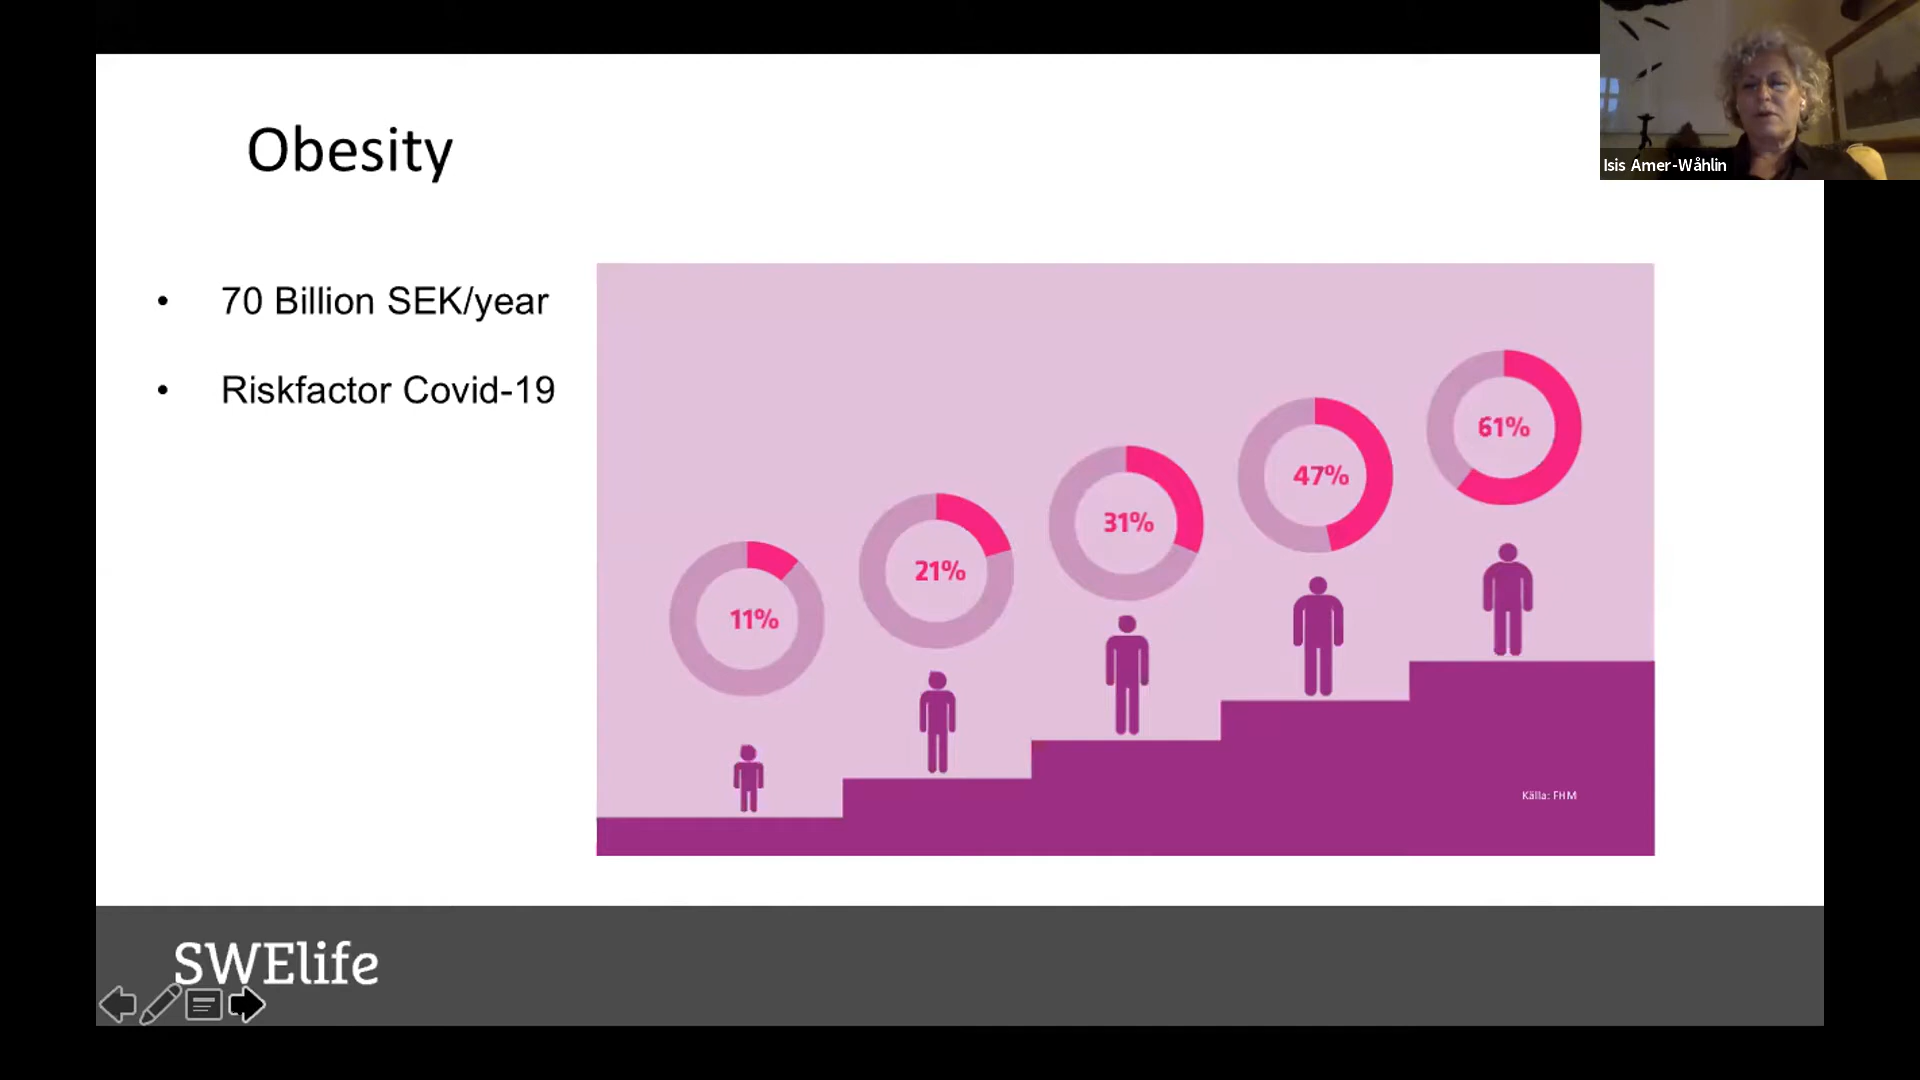 Isis Amer-Wåhlin
Obesity
• 70 Billion SEK/year
• Riskfactor Covid-19
11%
21%
31%
47%
61%
Källa: FHM
SWElife